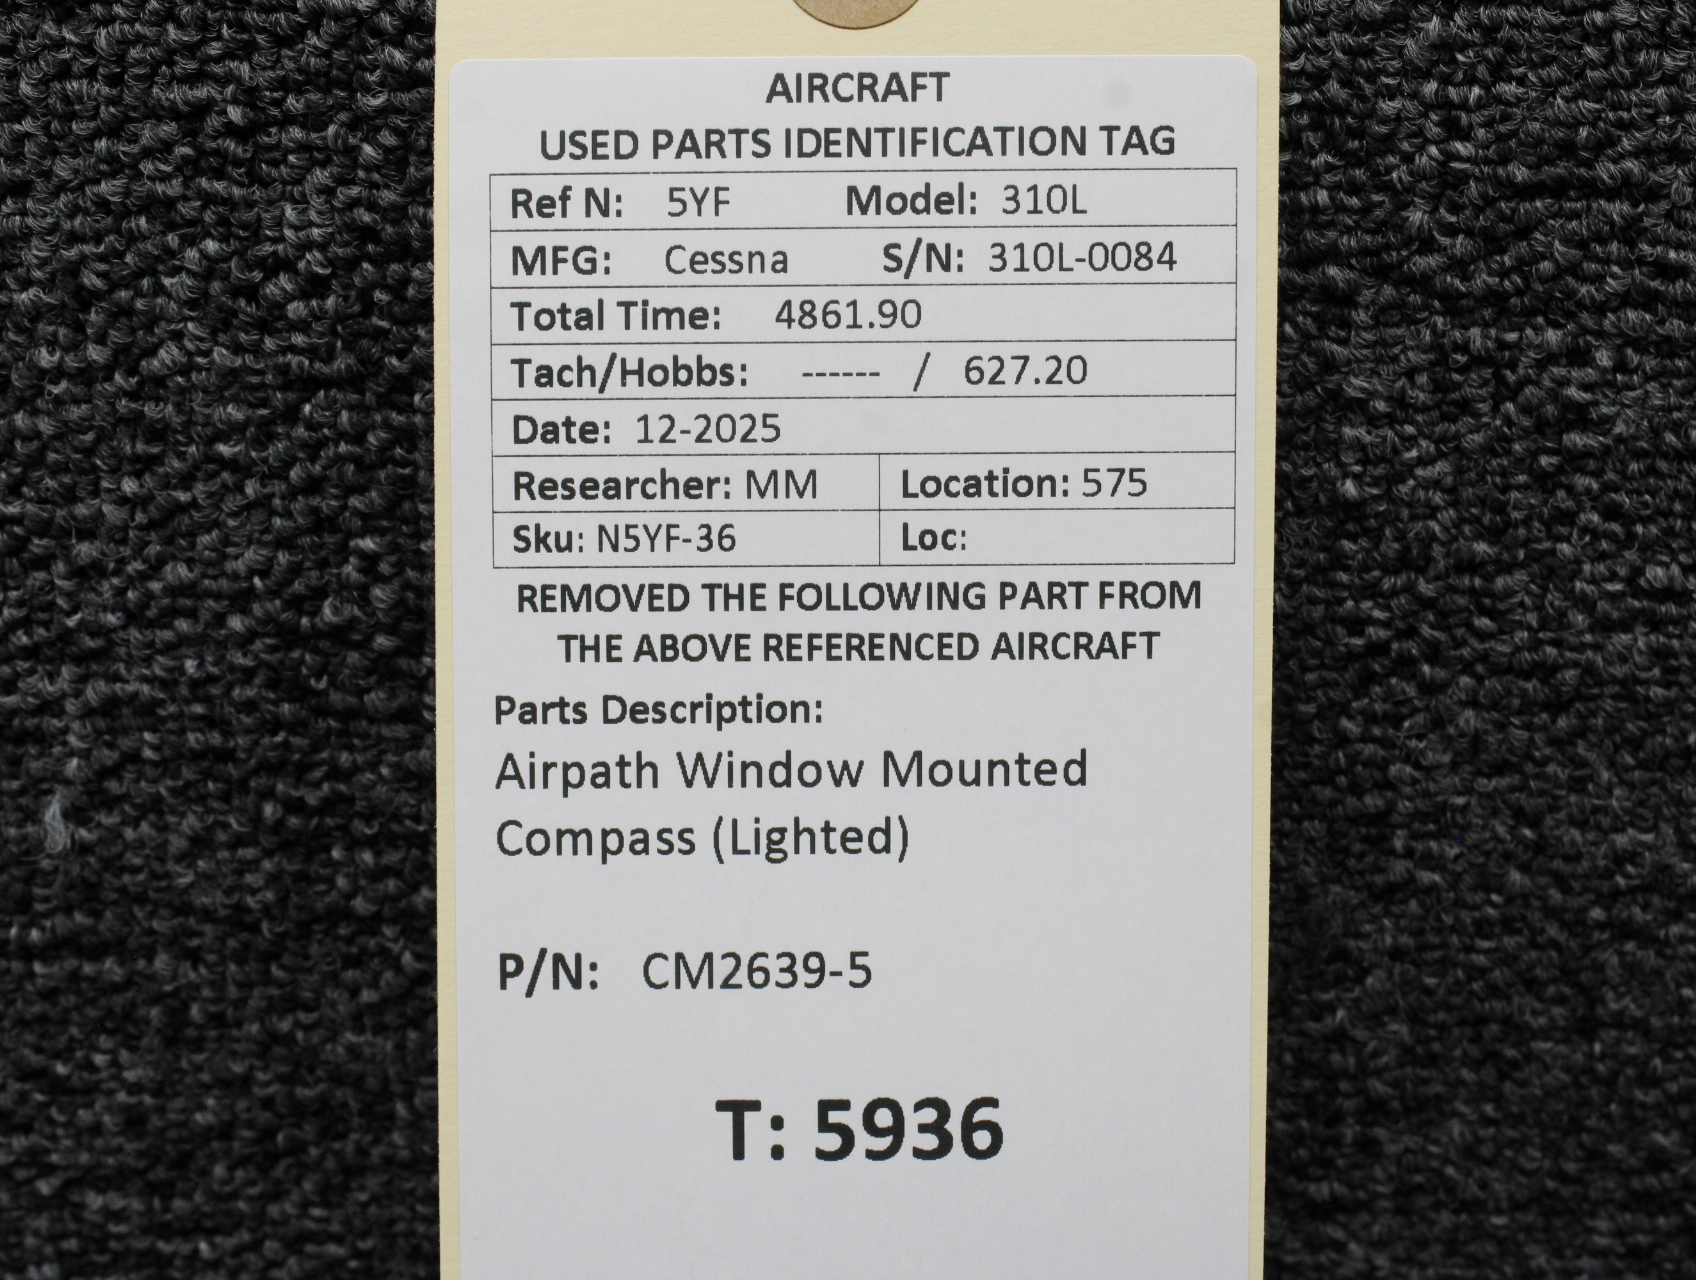 AIRCRAFT
USED PARTS IDENTIFICATION TAG
Ref N: 5YF Model: 310L
MFG: Cessna S/N: 310L-0084
Total Time: 4861.90
Tach/Hobbs: ------ / 627.20
Date: 12-2025
Researcher: MM Location: 575
Sku: N5YF-36 Loc:
REMOVED THE FOLLOWING PART FROM
THE ABOVE REFERENCED AIRCRAFT
Parts Description:
Airpath Window Mounted
Compass (Lighted)
P/N: CM2639-5
T: 5936